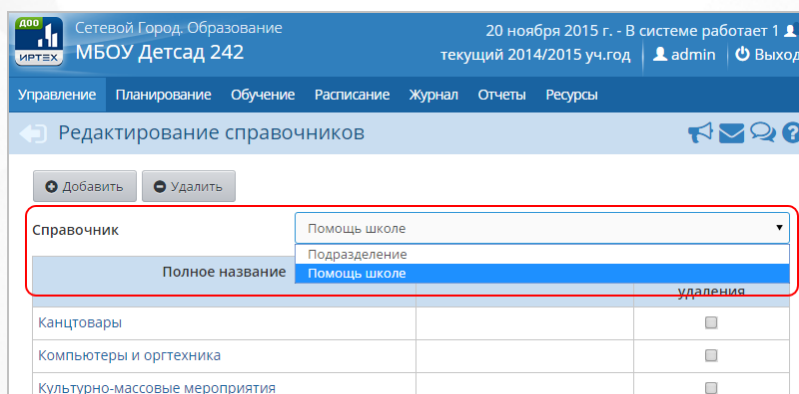 ДОО
ИРТЕХ
Сетевой Город. Образование
МБОУ Детсад 242
20 ноября 2015 г. - В системе работает 1
текущий 2014/2015 уч.год admin Выход
Управление Планирование Обучение Расписание Журнал Отчеты Ресурсы
Редактирование справочников
Добавить Удалить
Справочник Помощь школе
Подразделение
Полное название Помощь школе
удаления
Канцтовары
Компьютеры и оргтехника
Культурно-массовые мероприятия